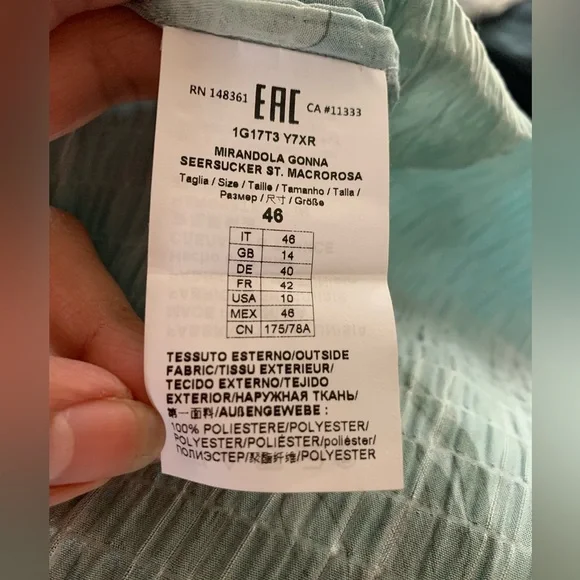 RN 148361 EAC CA #11333
1G17T3 Y7XR
MIRANDOLA GONNA
SEERSUCKER ST. MACROROSA
Taglia / Size / Taille / Tamanho / Talla /
Размер / 尺寸 / Größe
46
IT 46
GB 14
DE 40
FR 42
USA 10
MEX 46
CN 175/78A
TESSUTO ESTERNO/OUTSIDE
FABRIC/TISSU EXTERIEUR/
TECIDO EXTERNO/TEJIDO
EXTERIOR/НАРУЖНАЯ ТКАНЬ/
第一面料/AUßENGEWEBE :
100% POLIESTERE/POLYESTER/
POLYESTER/POLIÉSTER/poliéster/
ПОЛИЭСТЕР/聚酯纤维/POLYESTER